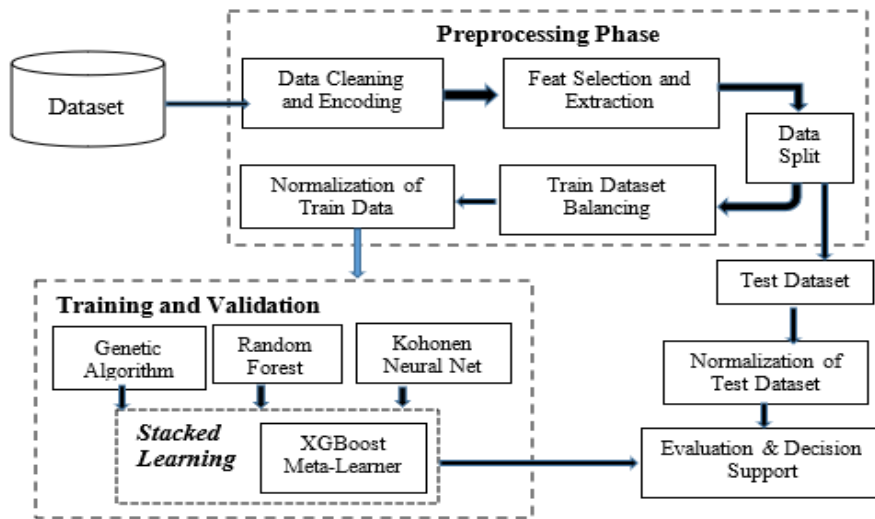 Preprocessing Phase
Dataset
Data Cleaning
and Encoding
Feat Selection and
Extraction
Data
Split
Normalization of
Train Data
Train Dataset
Balancing
Test Dataset
Training and Validation
Genetic
Algorithm
Random
Forest
Kohonen
Neural Net
Normalization of
Test Dataset
Stacked
Learning
XGBoost
Meta-Learner
Evaluation & Decision
Support